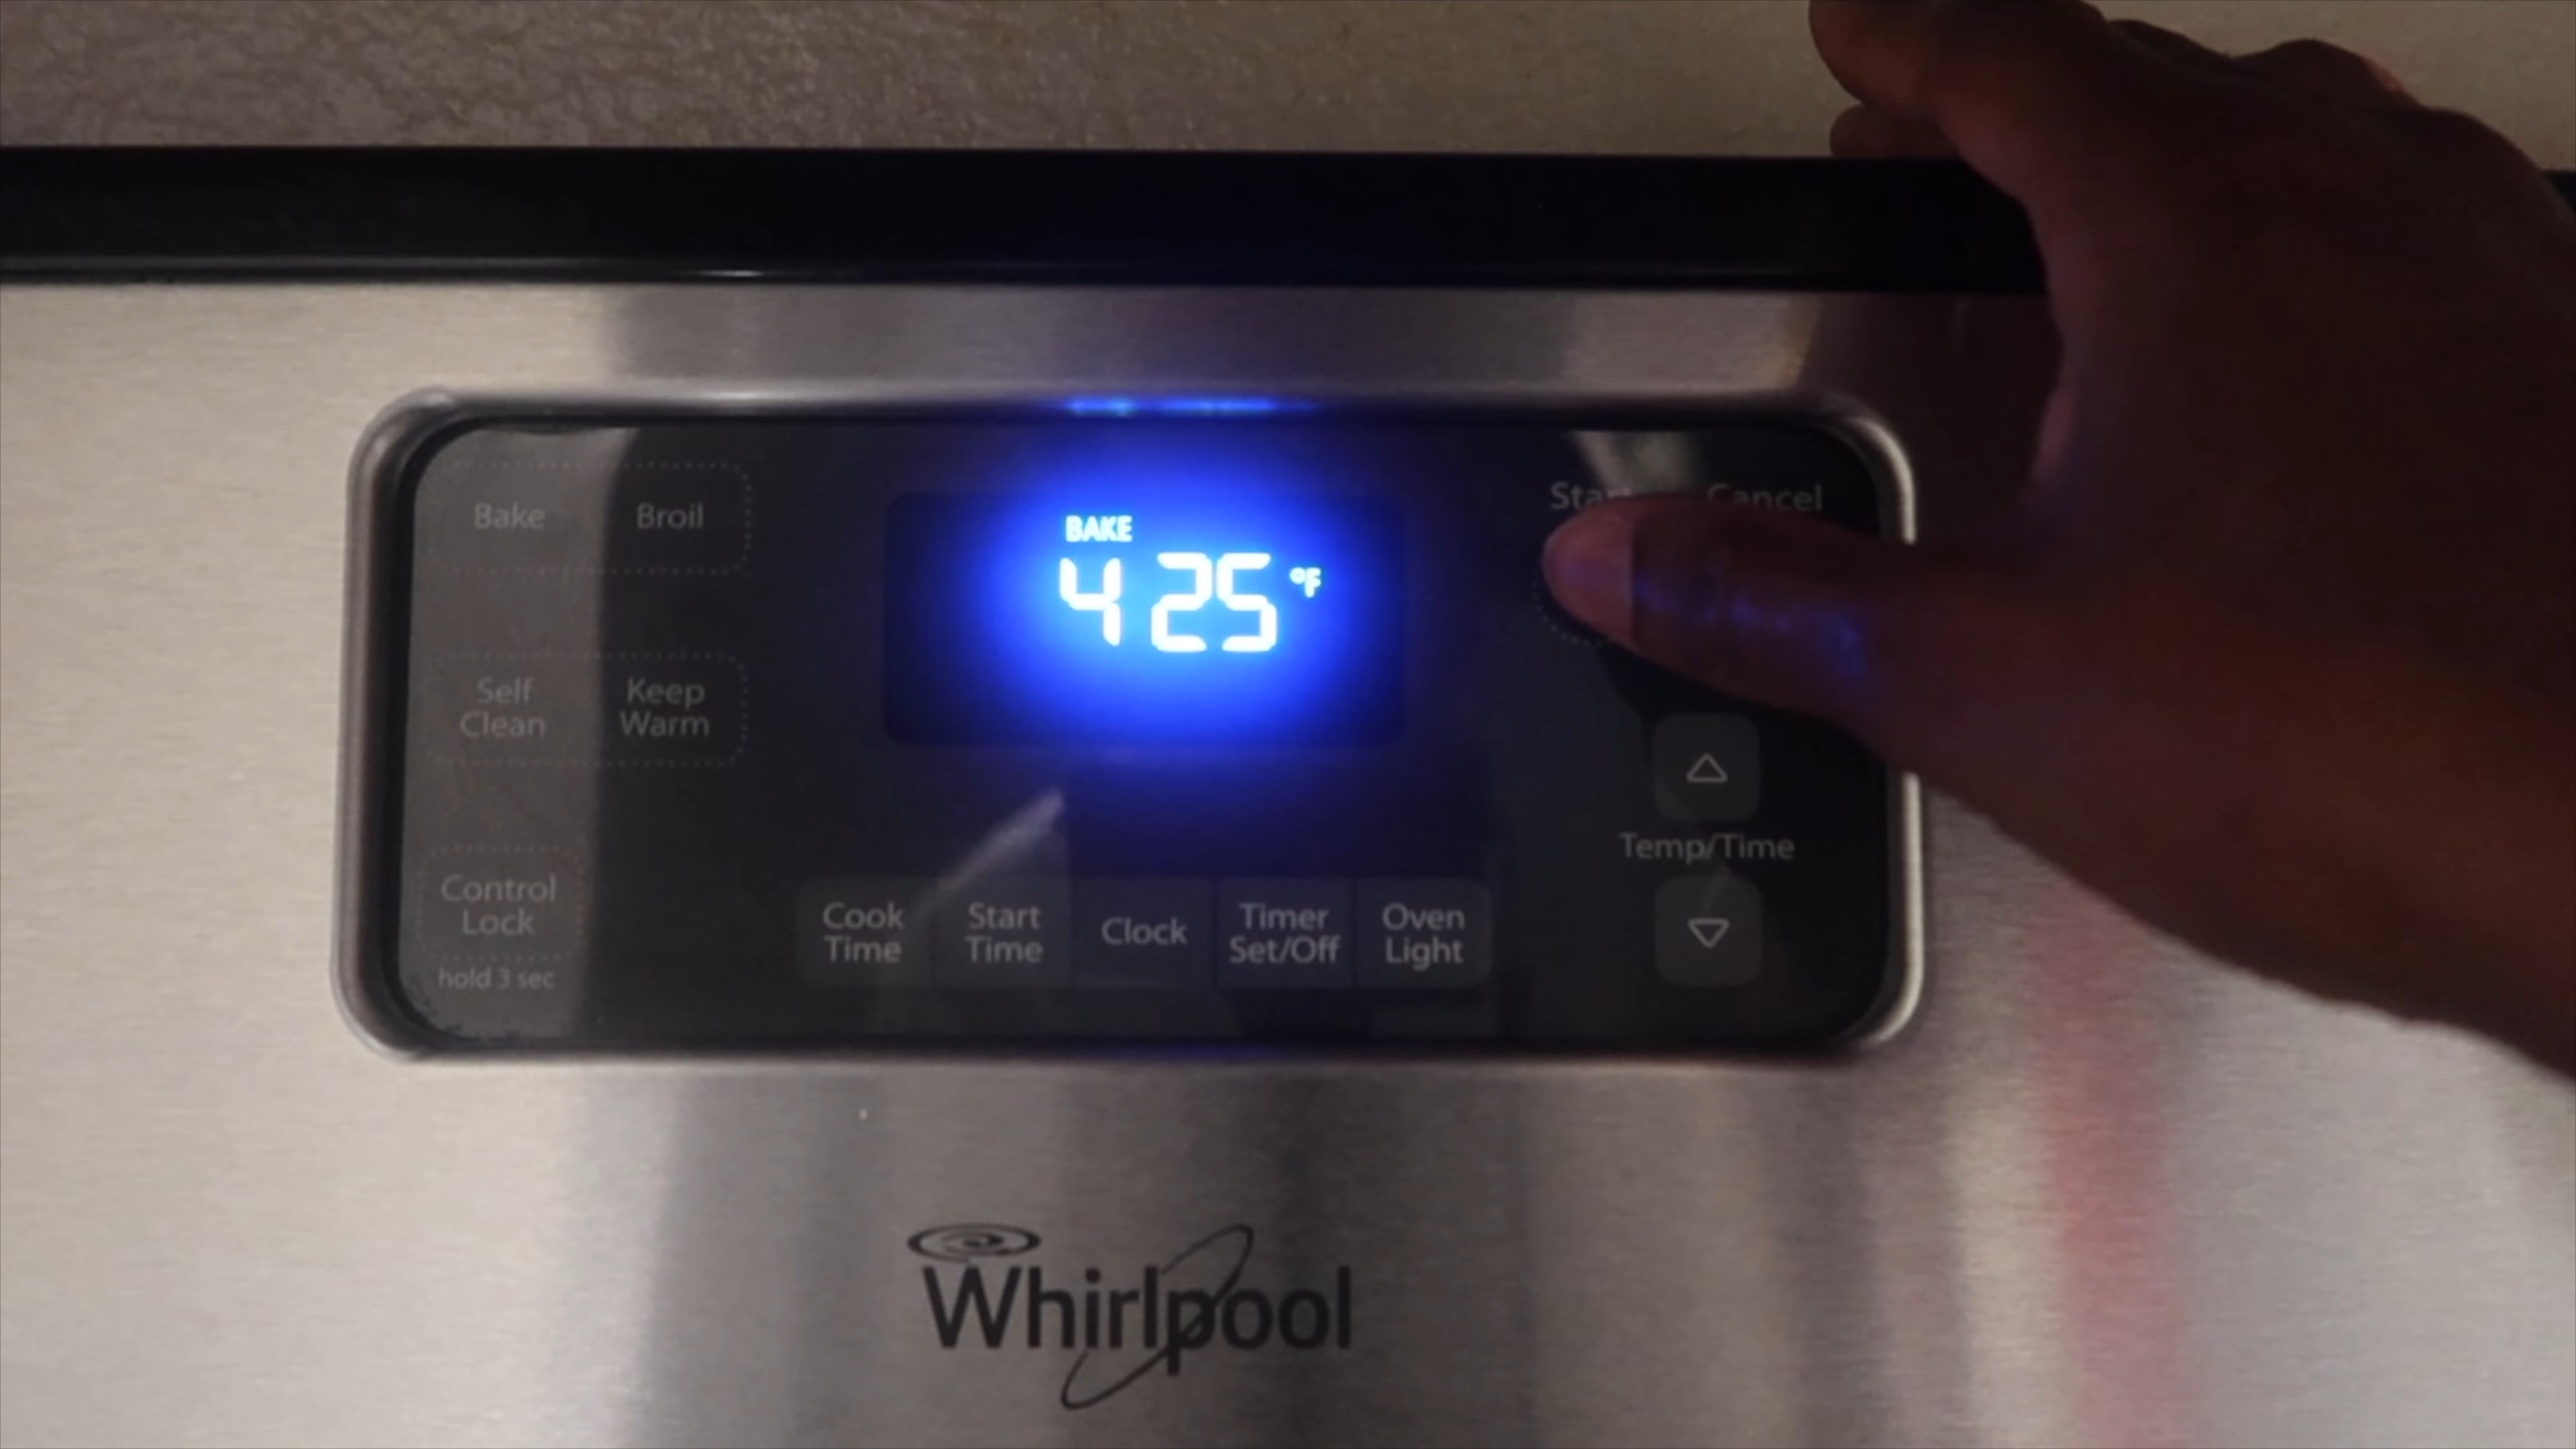 BAKE
425 °F
Start Cancel
Bake Broil
Self Clean
Keep Warm
Temp/Time
Control Lock
hold 3 sec
Cook Time
Start Time
Clock
Timer Set/Off
Oven Light
Whirlpool